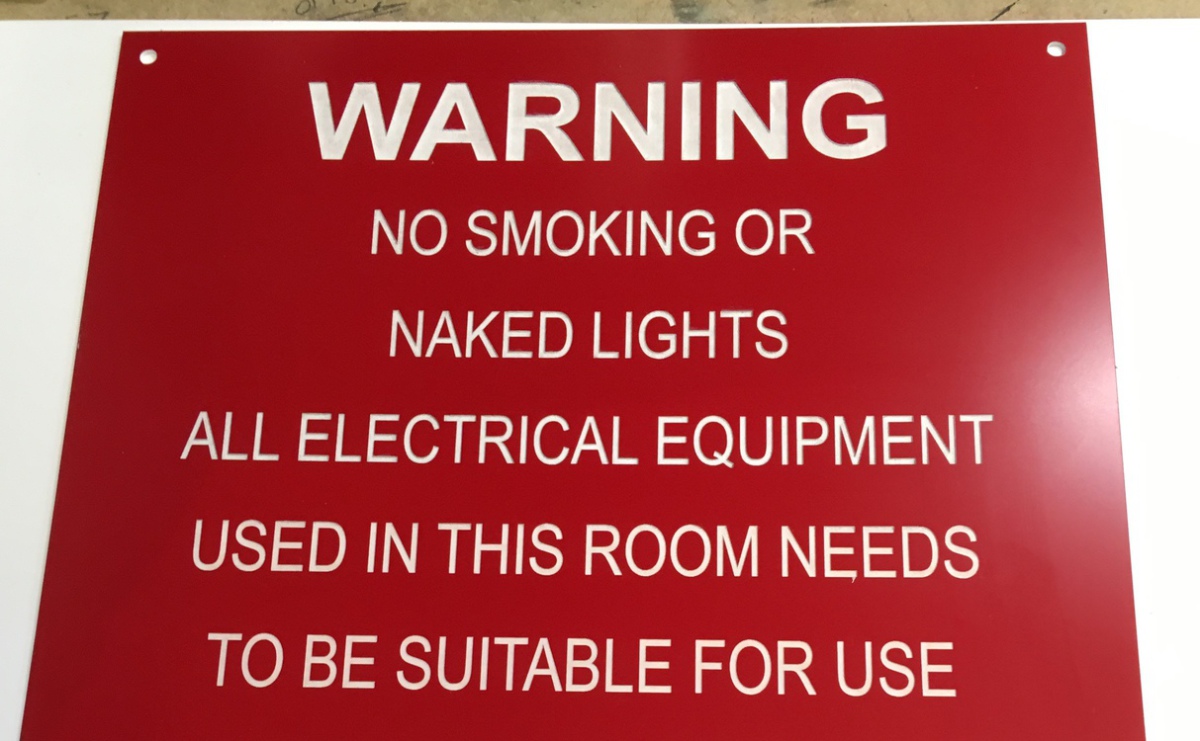 WARNING
NO SMOKING OR
NAKED LIGHTS
ALL ELECTRICAL EQUIPMENT
USED IN THIS ROOM NEEDS
TO BE SUITABLE FOR USE